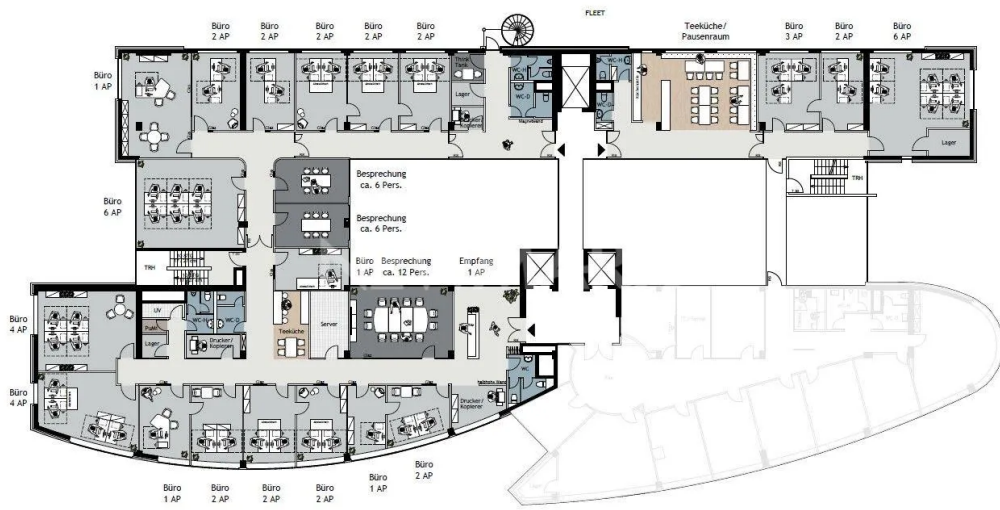 FLEET
Büro
2 AP
Büro
2 AP
Büro
2 AP
Büro
2 AP
Büro
2 AP
Teeküche/
Pausenraum
Büro
3 AP
Büro
2 AP
Büro
6 AP
Büro
1 AP
Think
Tank
Lager
WC-D
WC-H
WC-D
Lager
TRH
Büro
6 AP
Besprechung
ca. 6 Pers.
Besprechung
ca. 6 Pers.
TRH
Büro
1 AP
Besprechung
ca. 12 Pers.
Empfang
1 AP
Büro
4 AP
UV
PuMi
Lager
WC-H
WC-D
Drucker/
Kopierer
Teeküche
Server
WC
Büro
4 AP
Drucker/
Kopierer
Büro
1 AP
Büro
2 AP
Büro
2 AP
Büro
2 AP
Büro
1 AP
Büro
2 AP